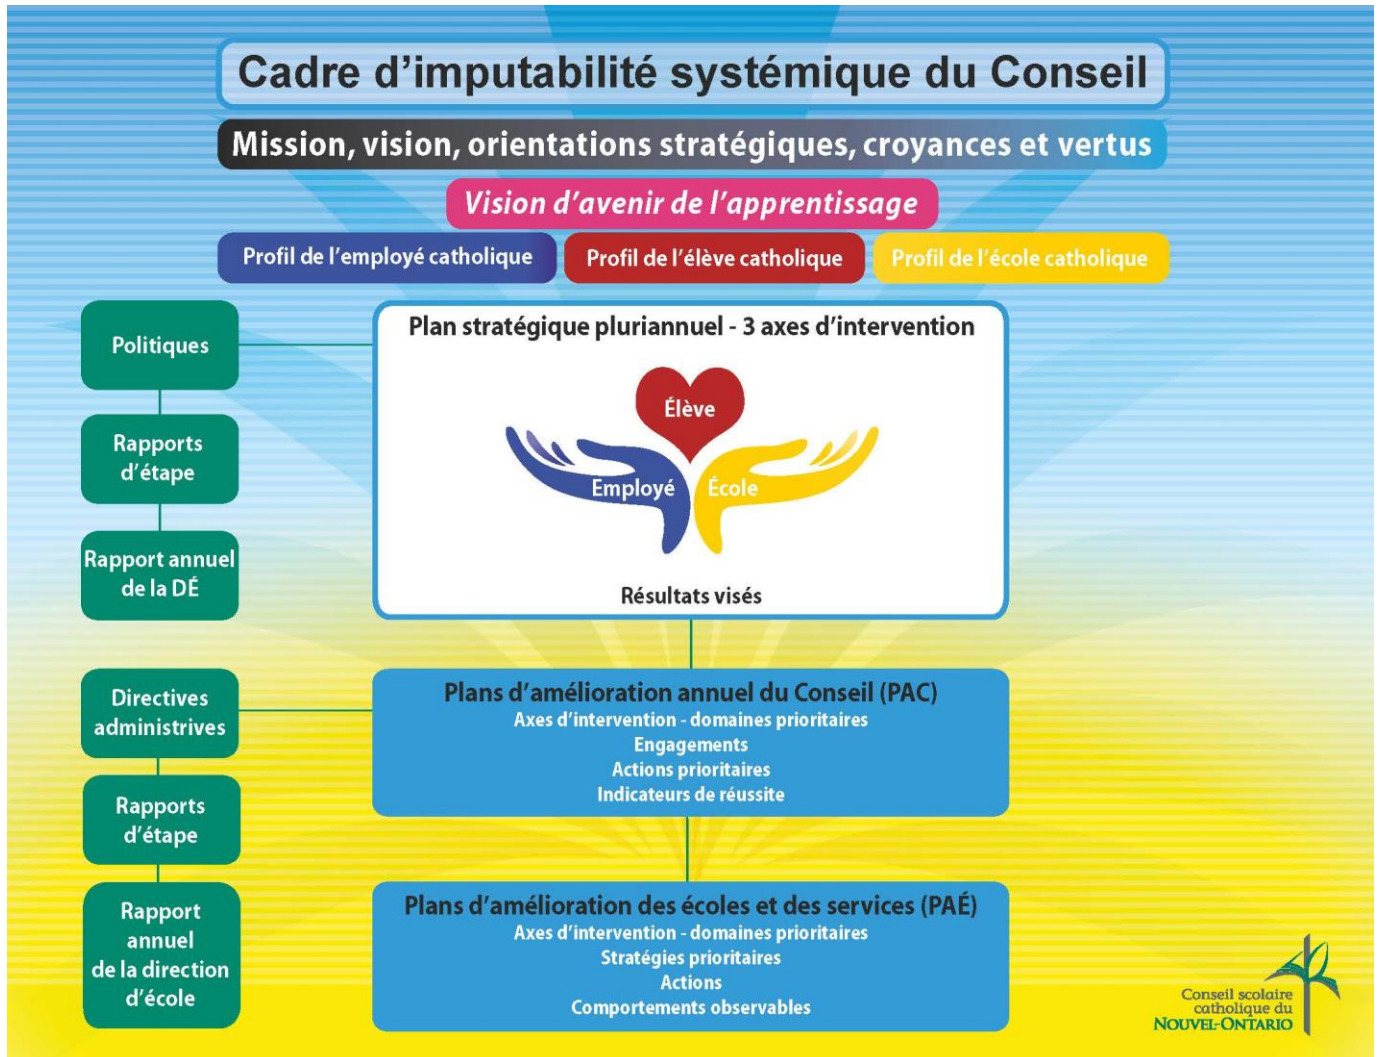 Cadre d'imputabilité systémique du Conseil
Mission, vision, orientations stratégiques, croyances et vertus
Vision d'avenir de l'apprentissage
Profil de l'employé catholique
Profil de l'élève catholique
Profil de l'école catholique
Politiques
Rapports
d'étape
Rapport annuel
de la DÉ
Plan stratégique pluriannuel - 3 axes d'intervention
Élève
Employé
École
Résultats visés
Directives
administrives
Rapports
d'étape
Rapport
annuel
de la direction
d'école
Plans d'amélioration annuel du Conseil (PAC)
Axes d'intervention - domaines prioritaires
Engagements
Actions prioritaires
Indicateurs de réussite
Plans d'amélioration des écoles et des services (PAÉ)
Axes d'intervention - domaines prioritaires
Stratégies prioritaires
Actions
Comportements observables
Conseil scolaire
catholique du
NOUVEL-ONTARIO